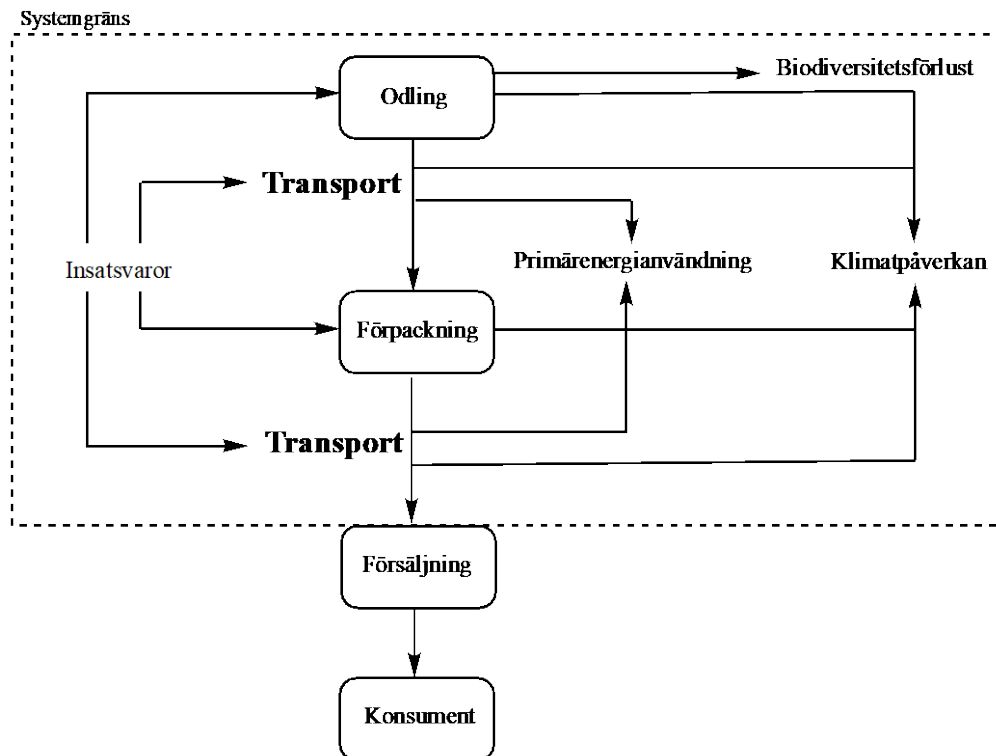 Systemgräns
Biodiversitetsförlust
Odling
Transport
Insatsvaror
Primärenergianvändning
Klimatpåverkan
Förpackning
Transport
Försäljning
Konsument